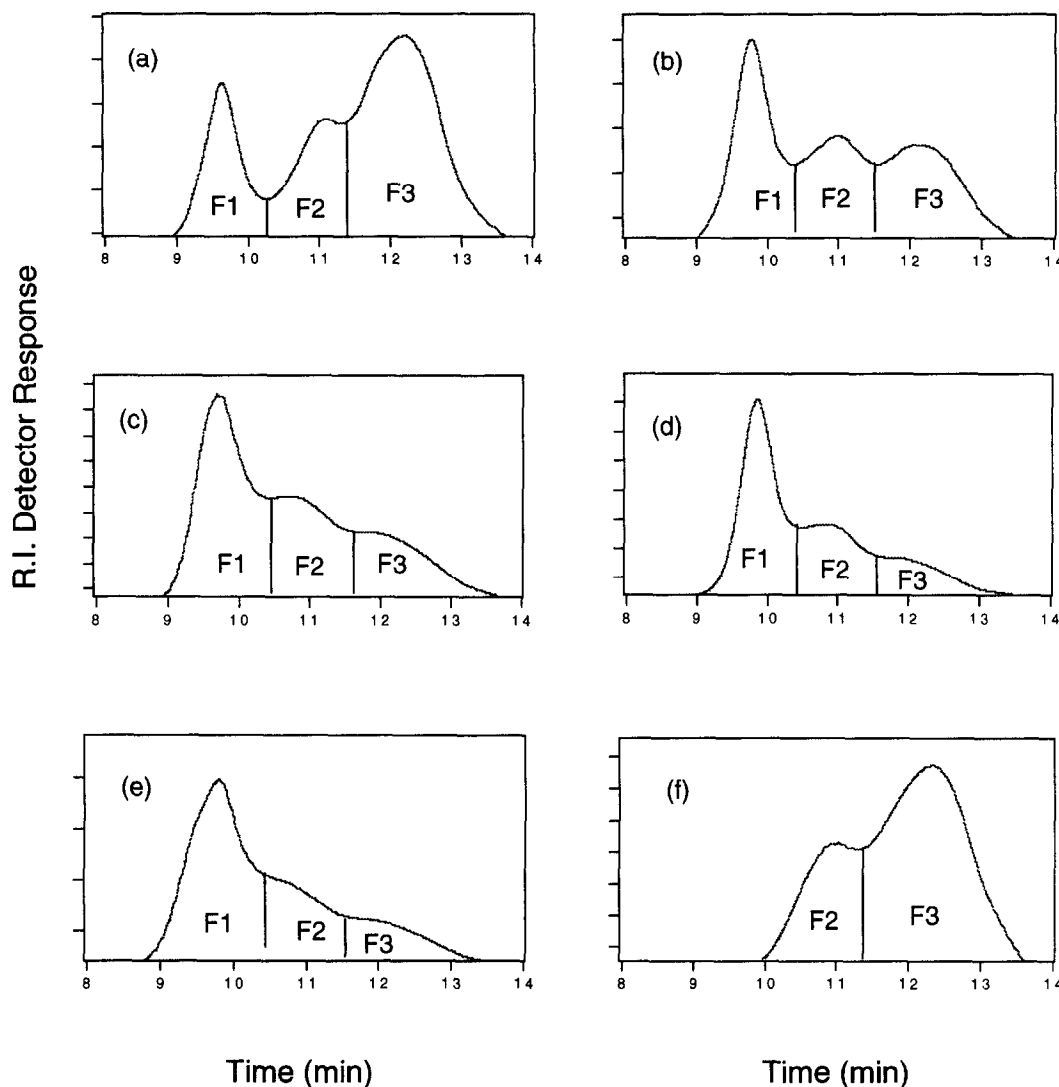 (a)
F1 F2 F3
8 9 10 11 12 13 14
(b)
F1 F2 F3
8 9 10 11 12 13 14
R.I. Detector Response
(c)
F1 F2 F3
8 9 10 11 12 13 14
(d)
F1 F2 F3
8 9 10 11 12 13 14
(e)
F1 F2 F3
8 9 10 11 12 13 14
(f)
F2 F3
8 9 10 11 12 13 14
Time (min) Time (min)